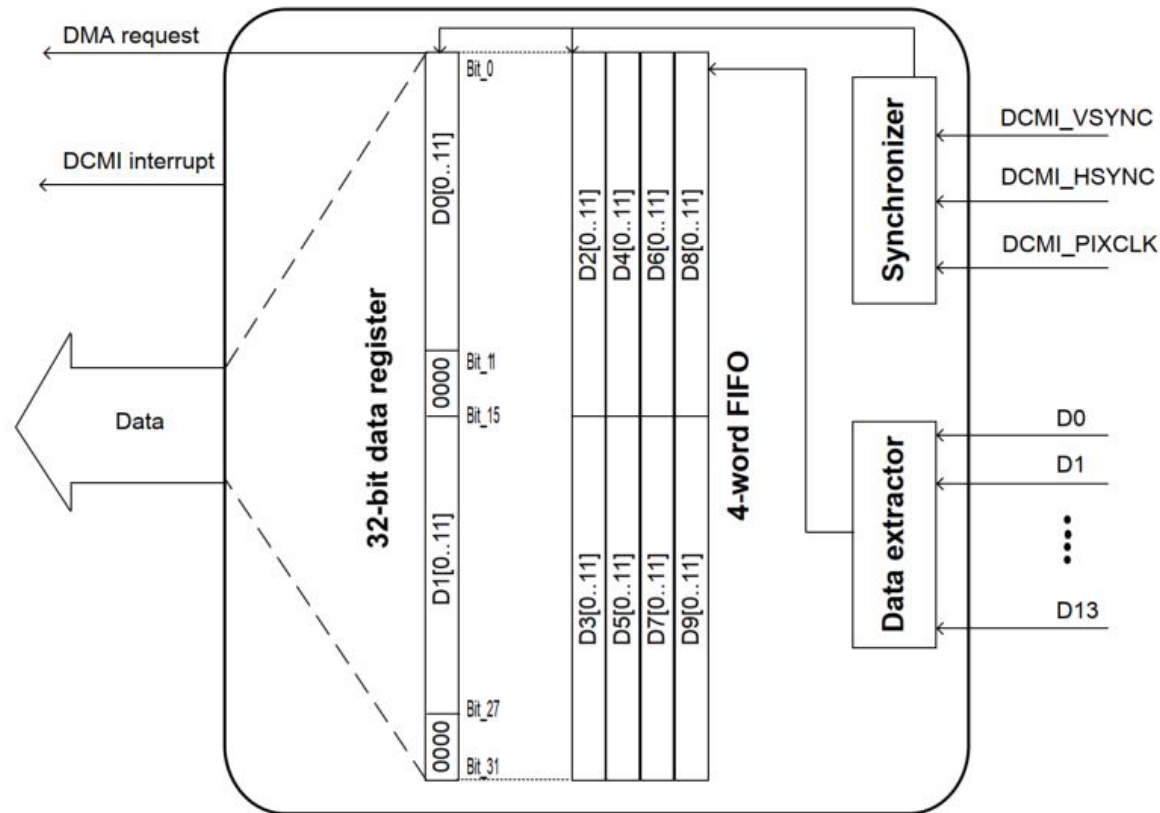 DMA request
DCMI interrupt
Data
32-bit data register
D0[0..11]
0000
D1[0..11]
0000
Bit_0
Bit_11
Bit_15
Bit_27
Bit_31
D2[0..11]
D4[0..11]
D6[0..11]
D8[0..11]
D3[0..11]
D5[0..11]
D7[0..11]
D9[0..11]
4-word FIFO
Synchronizer
DCMI_VSYNC
DCMI_HSYNC
DCMI_PIXCLK
Data extractor
D0
D1
D13